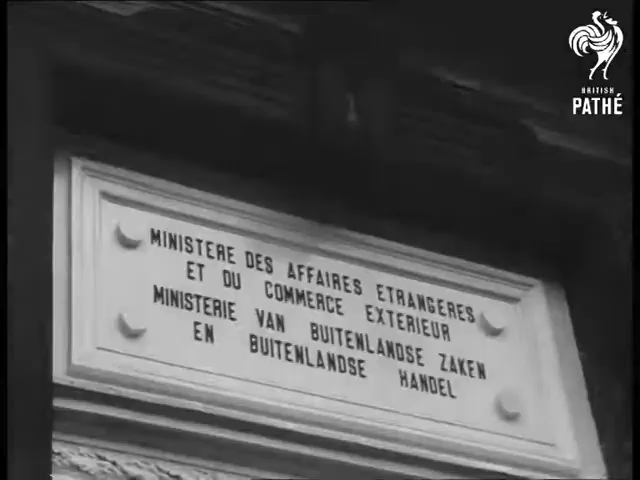 BRITISH
PATHÉ
MINISTERE DES AFFAIRES ETRANGERES
ET DU COMMERCE EXTERIEUR
MINISTERIE VAN BUITENLANDSE ZAKEN
EN BUITENLANDSE HANDEL